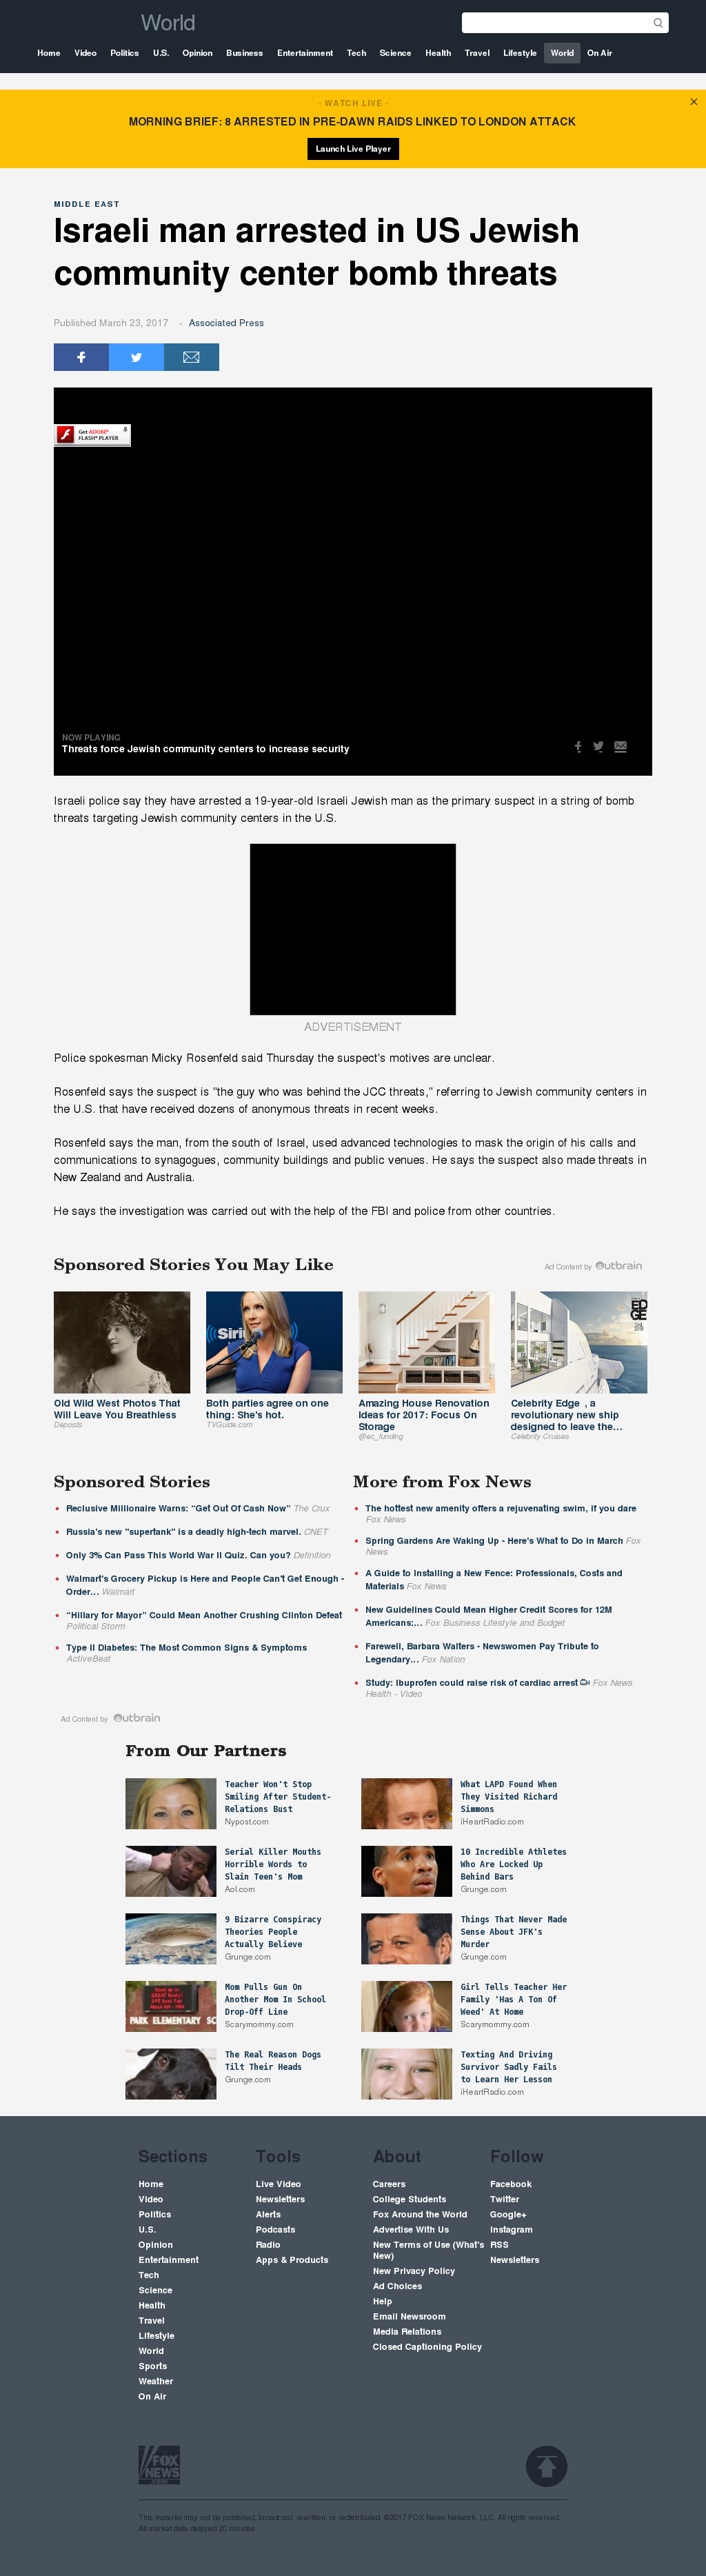 World
Home Video Politics U.S. Opinion Business Entertainment Tech Science Health Travel Lifestyle World On Air
- WATCH LIVE -
MORNING BRIEF: 8 ARRESTED IN PRE-DAWN RAIDS LINKED TO LONDON ATTACK
Launch Live Player
MIDDLE EAST
Israeli man arrested in US Jewish
community center bomb threats
Published March 23, 2017 · Associated Press
Get ADOBE®
FLASH® PLAYER
NOW PLAYING
Threats force Jewish community centers to increase security
Israeli police say they have arrested a 19-year-old Israeli Jewish man as the primary suspect in a string of bomb
threats targeting Jewish community centers in the U.S.
ADVERTISEMENT
Police spokesman Micky Rosenfeld said Thursday the suspect's motives are unclear.
Rosenfeld says the suspect is "the guy who was behind the JCC threats," referring to Jewish community centers in
the U.S. that have received dozens of anonymous threats in recent weeks.
Rosenfeld says the man, from the south of Israel, used advanced technologies to mask the origin of his calls and
communications to synagogues, community buildings and public venues. He says the suspect also made threats in
New Zealand and Australia.
He says the investigation was carried out with the help of the FBI and police from other countries.
Sponsored Stories You May Like
Ad Content by Outbrain
Old Wild West Photos That
Will Leave You Breathless
Deposts
Both parties agree on one
thing: She's hot.
TVGuide.com
Amazing House Renovation
Ideas for 2017: Focus On
Storage
@ec_funding
EDGE
Celebrity Edge , a
revolutionary new ship
designed to leave the...
Celebrity Cruises
Sponsored Stories
Reclusive Millionaire Warns: "Get Out Of Cash Now" The Crux
Russia's new "supertank" is a deadly high-tech marvel. CNET
Only 3% Can Pass This World War II Quiz. Can you? Definition
Walmart's Grocery Pickup is Here and People Can't Get Enough -
Order... Walmart
"Hillary for Mayor" Could Mean Another Crushing Clinton Defeat
Political Storm
Type II Diabetes: The Most Common Signs & Symptoms
ActiveBeat
Ad Content by Outbrain
More from Fox News
The hottest new amenity offers a rejuvenating swim, if you dare
Fox News
Spring Gardens Are Waking Up - Here's What to Do in March Fox
News
A Guide to Installing a New Fence: Professionals, Costs and
Materials Fox News
New Guidelines Could Mean Higher Credit Scores for 12M
Americans:... Fox Business Lifestyle and Budget
Farewell, Barbara Walters - Newswomen Pay Tribute to
Legendary... Fox Nation
Study: Ibuprofen could raise risk of cardiac arrest Fox News
Health - Video
From Our Partners
Teacher Won't Stop
Smiling After Student-
Relations Bust
Nypost.com
What LAPD Found When
They Visited Richard
Simmons
iHeartRadio.com
Serial Killer Mouths
Horrible Words to
Slain Teen's Mom
Aol.com
10 Incredible Athletes
Who Are Locked Up
Behind Bars
Grunge.com
9 Bizarre Conspiracy
Theories People
Actually Believe
Grunge.com
Things That Never Made
Sense About JFK's
Murder
Grunge.com
PARK ELEMENTARY SC
Mom Pulls Gun On
Another Mom In School
Drop-Off Line
Scarymommy.com
Girl Tells Teacher Her
Family 'Has A Ton Of
Weed' At Home
Scarymommy.com
The Real Reason Dogs
Tilt Their Heads
Grunge.com
Texting And Driving
Survivor Sadly Fails
to Learn Her Lesson
iHeartRadio.com
Sections
Home
Video
Politics
U.S.
Opinion
Entertainment
Tech
Science
Health
Travel
Lifestyle
World
Sports
Weather
On Air
Tools
Live Video
Newsletters
Alerts
Podcasts
Radio
Apps & Products
About
Careers
College Students
Fox Around the World
Advertise With Us
New Terms of Use (What's
New)
New Privacy Policy
Ad Choices
Help
Email Newsroom
Media Relations
Closed Captioning Policy
Follow
Facebook
Twitter
Google+
Instagram
RSS
Newsletters
FOX
NEWS
.com
This material may not be published, broadcast, rewritten, or redistributed. ©2017 FOX News Network, LLC. All rights reserved.
All market data delayed 20 minutes.